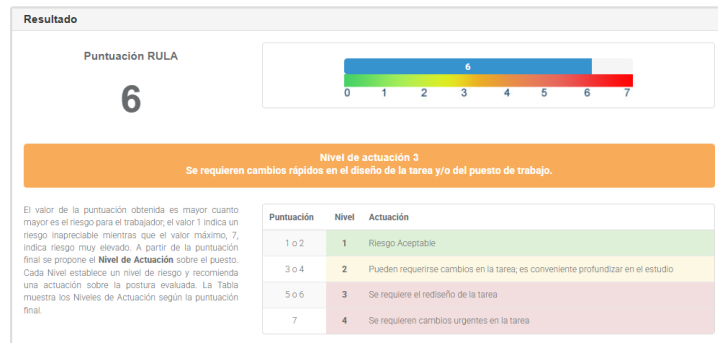 Resultado
Puntuación RULA
6
6
0 1 2 3 4 5 6 7
Nivel de actuación 3
Se requieren cambios rápidos en el diseño de la tarea y/o del puesto de trabajo.
El valor de la puntuación obtenida es mayor cuanto
mayor es el riesgo para el trabajador; el valor 1 indica un
riesgo inapreciable mientras que el valor máximo, 7,
indica riesgo muy elevado. A partir de la puntuación
final se propone el Nivel de Actuación sobre el puesto.
Cada Nivel establece un nivel de riesgo y recomienda
una actuación sobre la postura evaluada. La Tabla
muestra los Niveles de Actuación según la puntuación
final.
Puntuación Nivel Actuación
1 o 2 1 Riesgo Aceptable
3 o 4 2 Pueden requerirse cambios en la tarea; es conveniente profundizar en el estudio
5 o 6 3 Se requiere el rediseño de la tarea
7 4 Se requieren cambios urgentes en la tarea